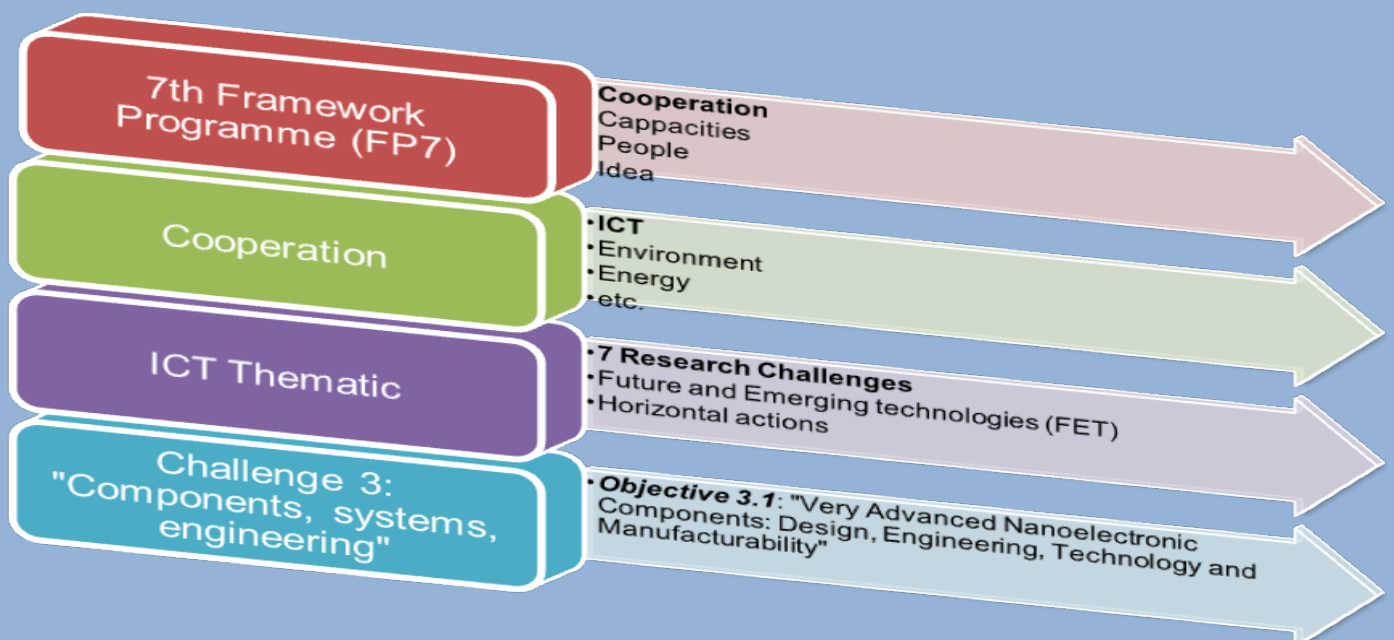 7th Framework
Programme (FP7)
Cooperation
Cappacities
People
Idea
Cooperation
•ICT
•Environment
•Energy
•etc.
ICT Thematic
•7 Research Challenges
•Future and Emerging technologies (FET)
•Horizontal actions
Challenge 3:
"Components, systems,
engineering"
•Objective 3.1: "Very Advanced Nanoelectronic
Components: Design, Engineering, Technology and
Manufacturability"